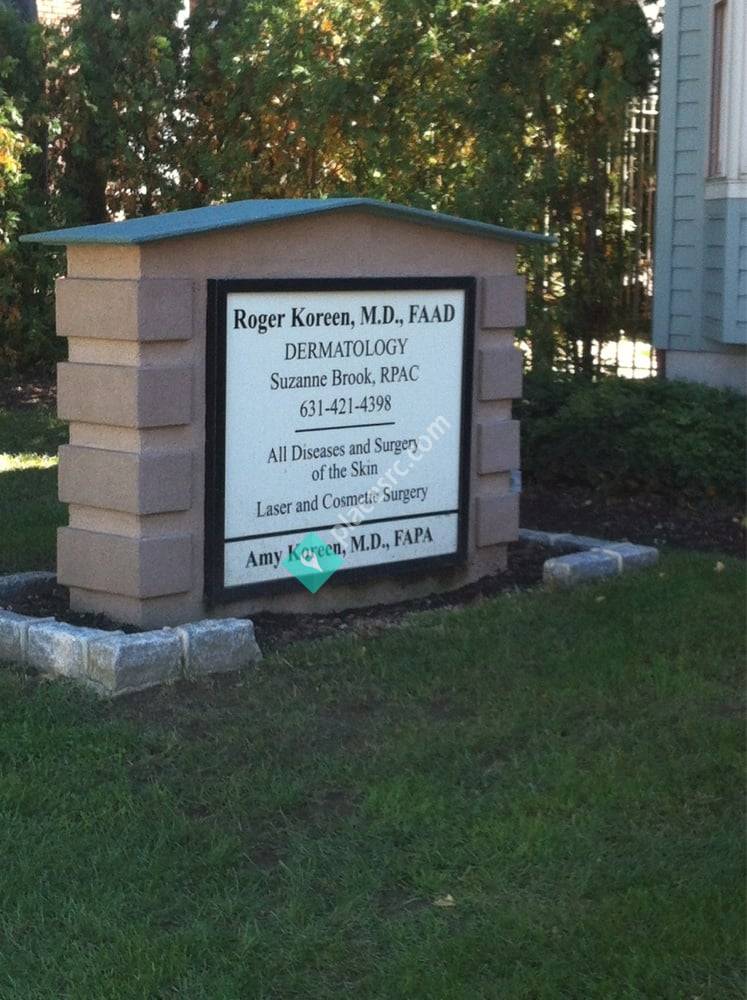 Roger Koreen, M.D., FAAD
DERMATOLOGY
Suzanne Brook, RPAC
631-421-4398
All Diseases and Surgery
of the Skin
Laser and Cosmetic Surgery
Amy Koreen, M.D., FAPA
placesrc.com